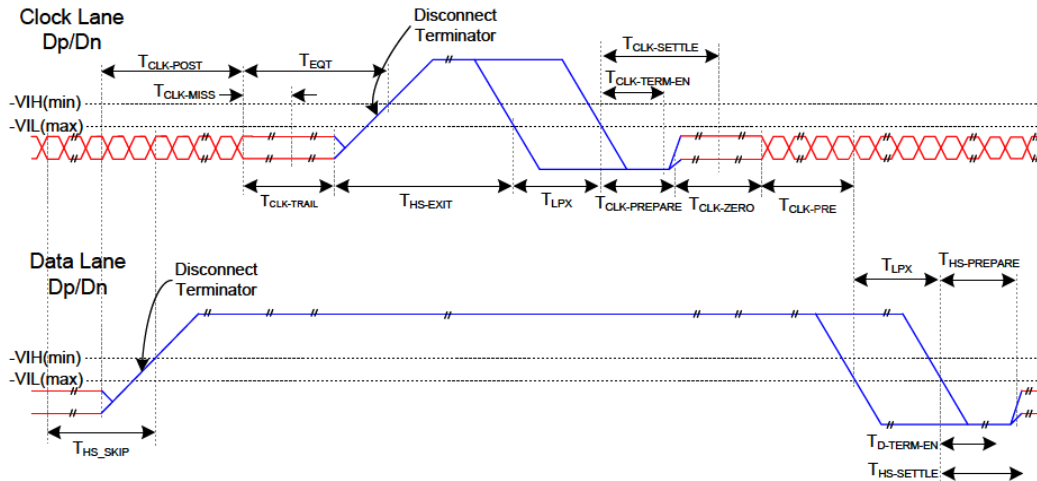 Clock Lane
Dp/Dn
Disconnect
Terminator
TCLK-POST
TEQT
TCLK-SETTLE
TCLK-MISS
TCLK-TERM-EN
-VIH(min)
-VIL(max)
TCLK-TRAIL
THS-EXIT
TLPX
TCLK-PREPARE
TCLK-ZERO
TCLK-PRE
Data Lane
Dp/Dn
Disconnect
Terminator
TLPX
THS-PREPARE
-VIH(min)
-VIL(max)
THS_SKIP
TD-TERM-EN
THS-SETTLE